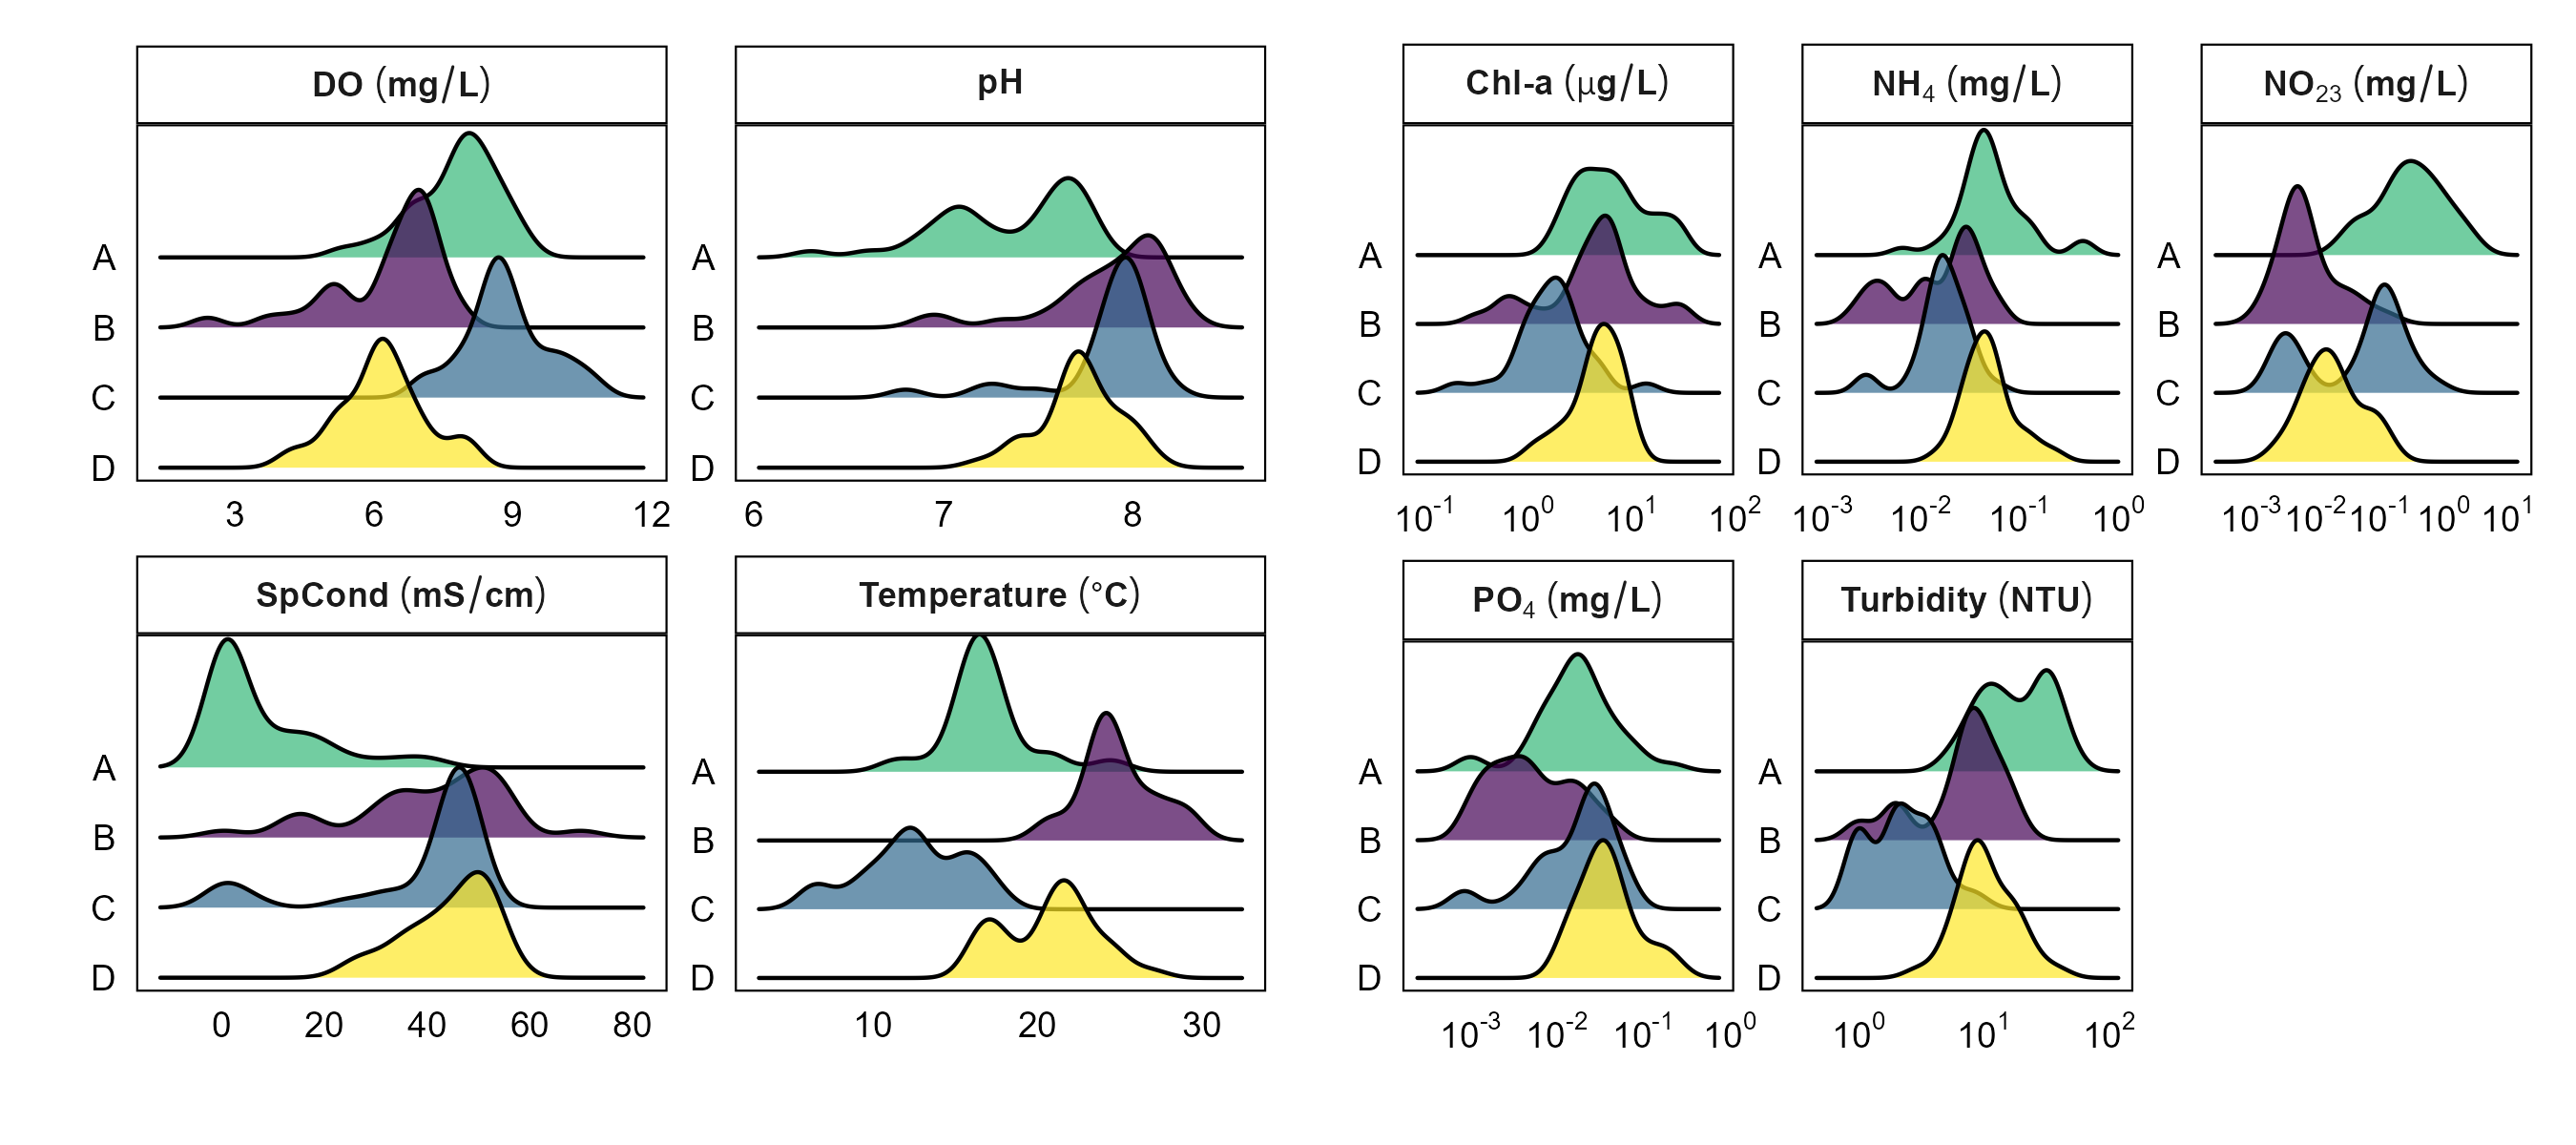 DO (mg/L)
pH
Chl-a (μg/L)
NH4 (mg/L)
NO23 (mg/L)
A
B
C
D
A
B
C
D
A
B
C
D
A
B
C
D
A
B
C
D
3 6 9 12
6 7 8
10-1 100 101 102
10-3 10-2 10-1 100
10-3 10-2 10-1 100 101
SpCond (mS/cm)
Temperature (°C)
PO4 (mg/L)
Turbidity (NTU)
A
B
C
D
A
B
C
D
A
B
C
D
A
B
C
D
0 20 40 60 80
10 20 30
10-3 10-2 10-1 100
100 101 102